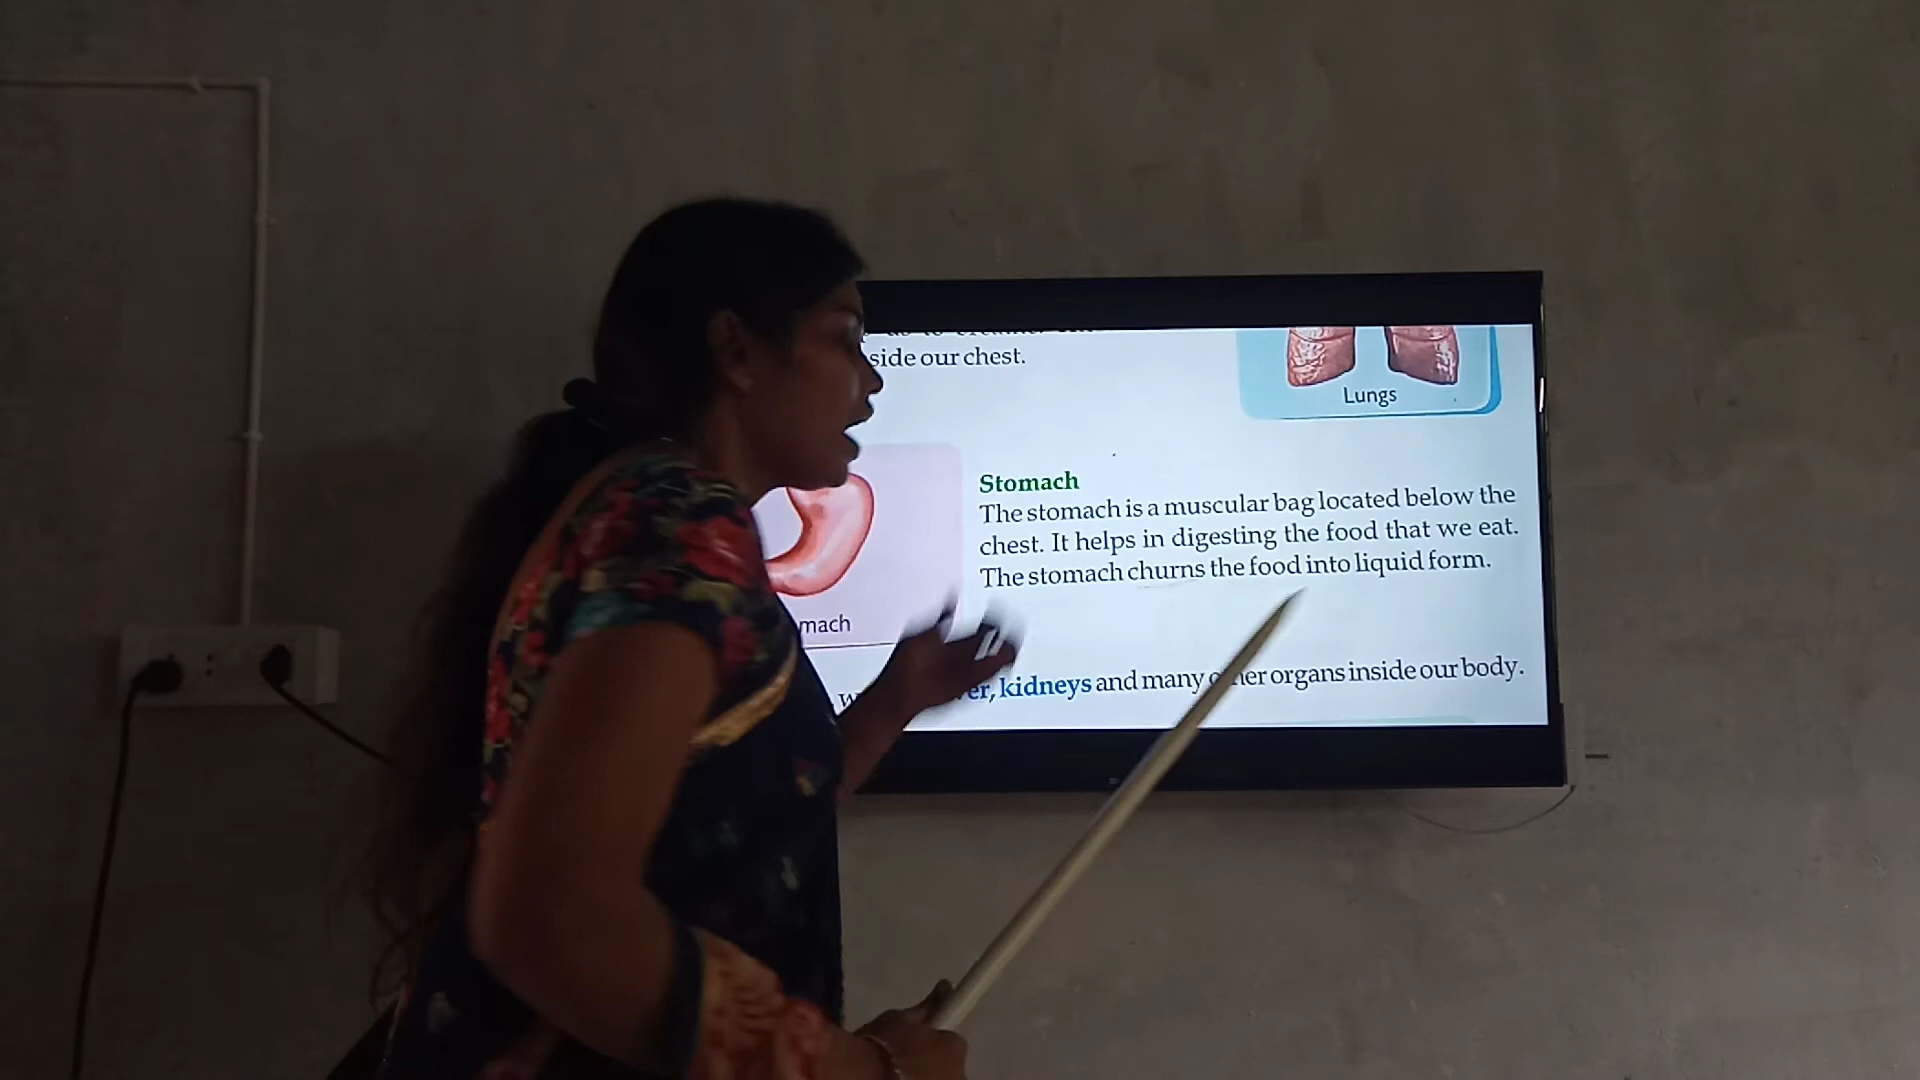 side our chest.
Lungs
Stomach
The stomach is a muscular bag located below the
chest. It helps in digesting the food that we eat.
The stomach churns the food into liquid form.
mach
er, kidneys and many other organs inside our body.